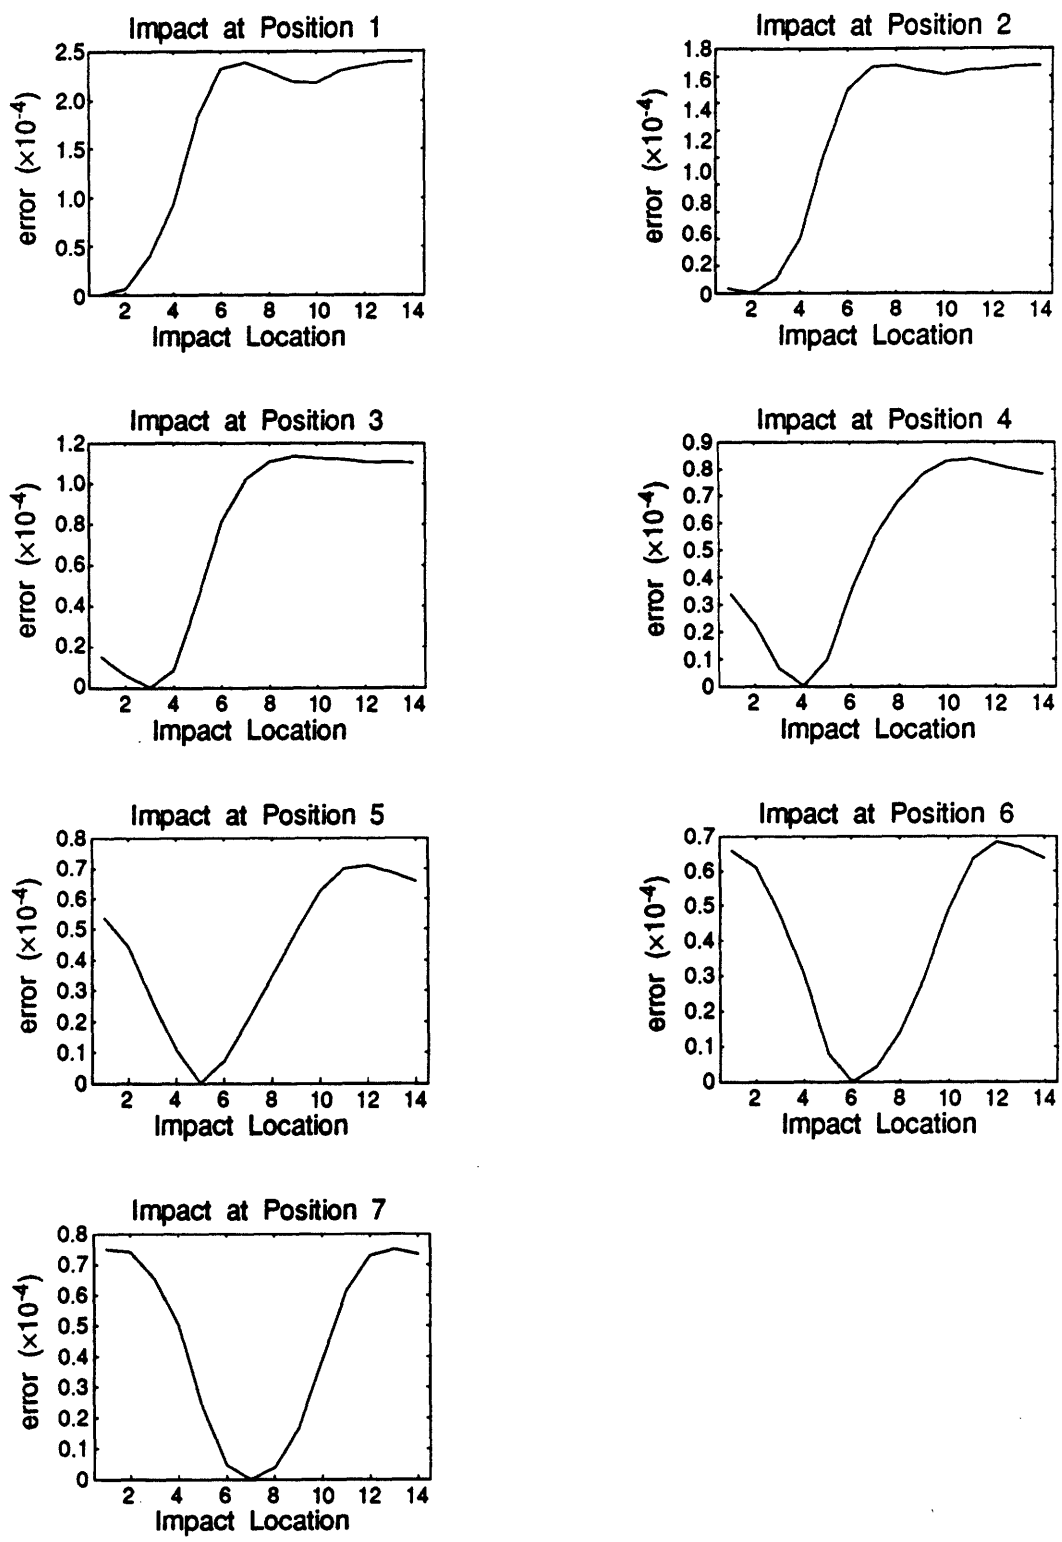 Impact at Position 1
error (×10-4)
2.5
2.0
1.5
1.0
0.5
0
2 4 6 8 10 12 14
Impact Location
Impact at Position 2
error (×10-4)
1.8
1.6
1.4
1.2
1.0
0.8
0.6
0.2
0
2 4 6 8 10 12 14
Impact Location
Impact at Position 3
error (×10-4)
1.2
1.0
0.8
0.6
0.4
0.2
0
2 4 6 8 10 12 14
Impact Location
Impact at Position 4
error (×10-4)
0.9
0.8
0.7
0.6
0.5
0.4
0.3
0.2
0.1
0
2 4 6 8 10 12 14
Impact Location
Impact at Position 5
error (×10-4)
0.8
0.7
0.6
0.5
0.4
0.3
0.2
0.1
0
2 4 6 8 10 12 14
Impact Location
Impact at Position 6
error (×10-4)
0.7
0.6
0.5
0.4
0.3
0.2
0.1
0
2 4 6 8 10 12 14
Impact Location
Impact at Position 7
error (×10-4)
0.8
0.7
0.6
0.5
0.4
0.3
0.2
0.1
0
2 4 6 8 10 12 14
Impact Location